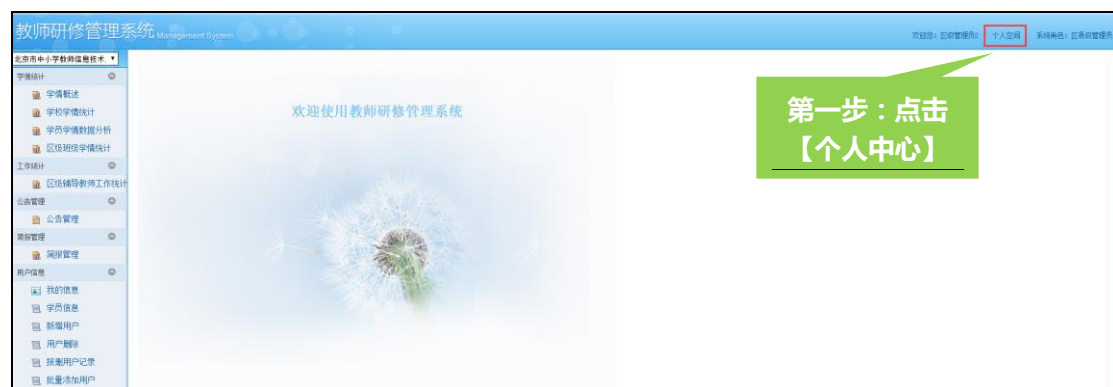 教师研修管理系统 Management System
欢迎您：区级管理员： 个人空间 系统角色：区县级管理员
北京市中小学教师信息技术
学情统计
学情概述
学校学情统计
学员学情数据分析
区级班级学情统计
工作统计
区级辅导教师工作统计
公告管理
公告管理
简报管理
简报管理
用户信息
我的信息
学员信息
新增用户
用户删除
报删用户记录
批量添加用户
欢迎使用教师研修管理系统
第一步：点击
【个人中心】